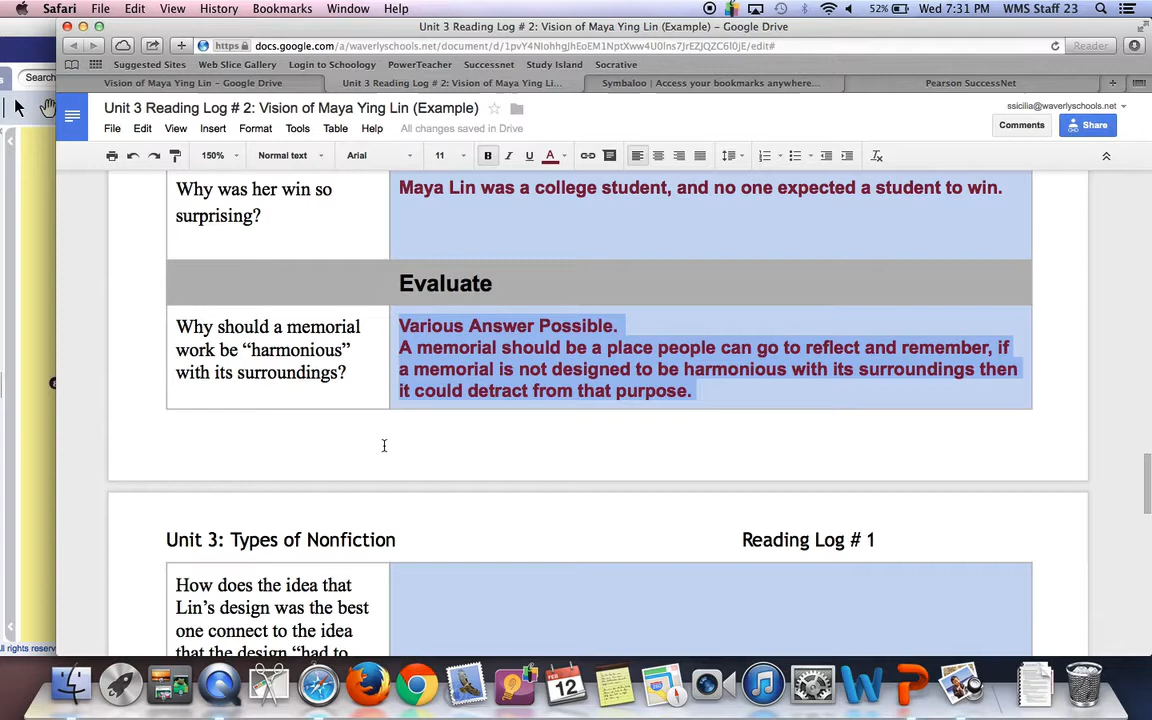 Safari File Edit View History Bookmarks Window Help 52% Wed 7:31 PM WMS Staff 23
Unit 3 Reading Log # 2: Vision of Maya Ying Lin (Example) – Google Drive
https docs.google.com/a/waverlyschools.net/document/d/ Reader
Suggested Sites Web Slice Gallery Login to Schoology PowerTeacher Successnet Study Island Socrative
Search
Vision of Maya Ying Lin – Google Drive Unit 3 Reading Log # 2: Vision of Maya Ying Li... Symbaloo | Access your bookmarks anywhere... Pearson SuccessNet
Unit 3 Reading Log # 2: Vision of Maya Ying Lin (Example)
ssicilia@waverlyschools.net
File Edit View Insert Format Tools Table Help All changes saved in Drive
Comments Share
150% Normal text Arial 11 B I U A
Why was her win so
surprising?
Maya Lin was a college student, and no one expected a student to win.
Evaluate
Why should a memorial
work be “harmonious”
with its surroundings?
Various Answer Possible.
A memorial should be a place people can go to reflect and remember, if
a memorial is not designed to be harmonious with its surroundings then
it could detract from that purpose.
Unit 3: Types of Nonfiction Reading Log # 1
How does the idea that
Lin’s design was the best
one connect to the idea
that the design “had to
All rights reser
FEB
12